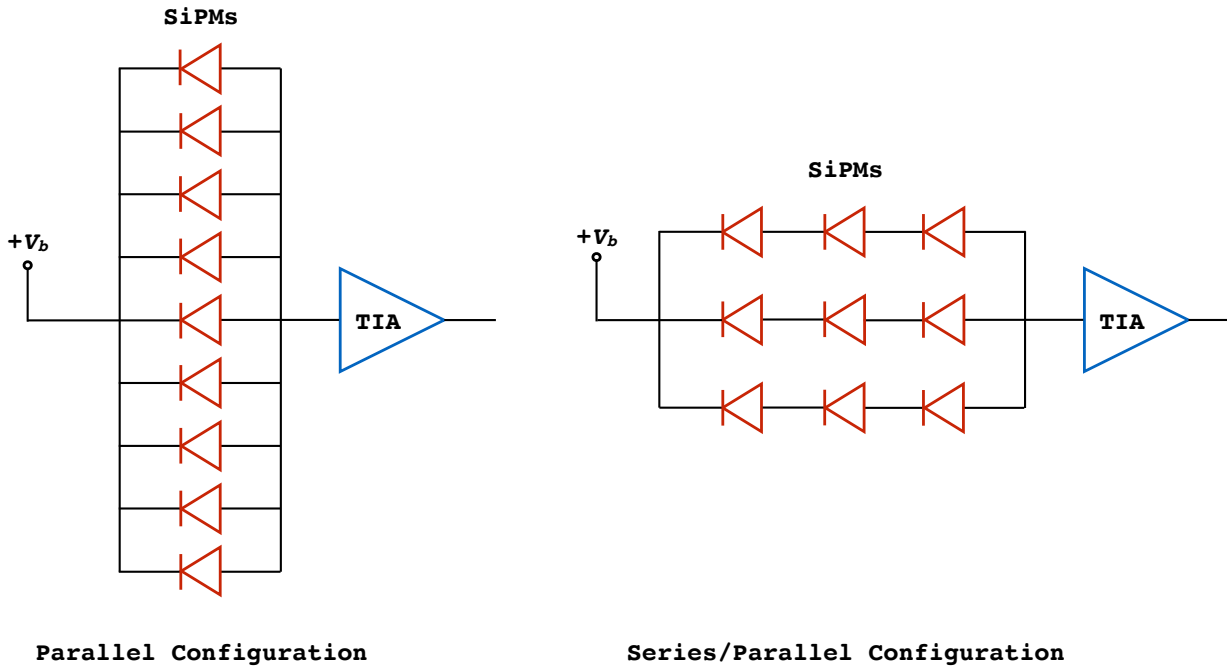 SiPMs
+Vb
TIA
Parallel Configuration
SiPMs
+Vb
TIA
Series/Parallel Configuration